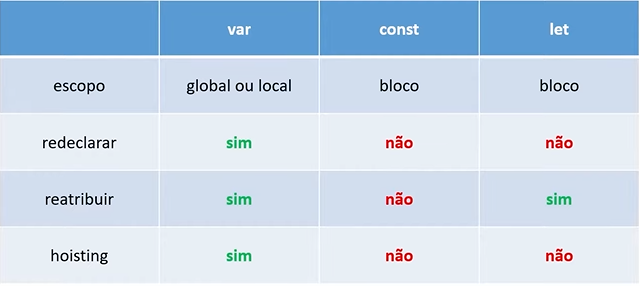 var const let
escopo global ou local bloco bloco
redeclarar sim não não
reatribuir sim não sim
hoisting sim não não